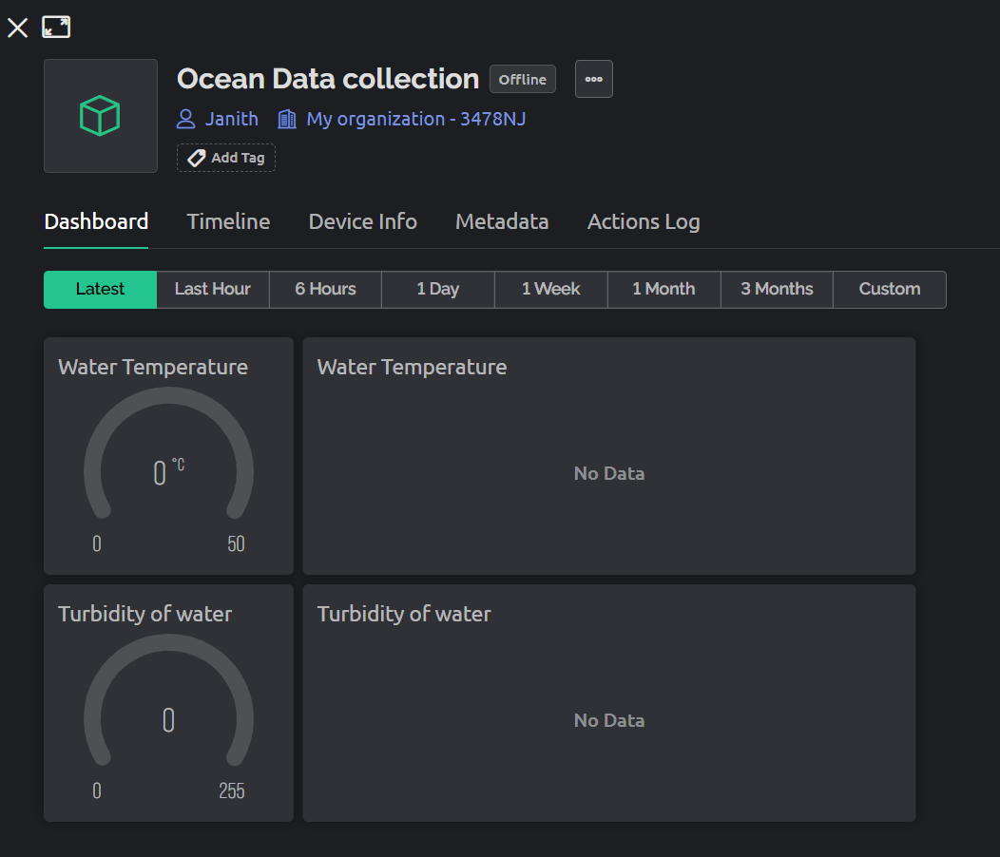 Ocean Data collection Offline
Janith My organization - 3478NJ
Add Tag
Dashboard Timeline Device Info Metadata Actions Log
Latest Last Hour 6 Hours 1 Day 1 Week 1 Month 3 Months Custom
Water Temperature
0 °C
0 50
Water Temperature
No Data
Turbidity of water
0
0 255
Turbidity of water
No Data